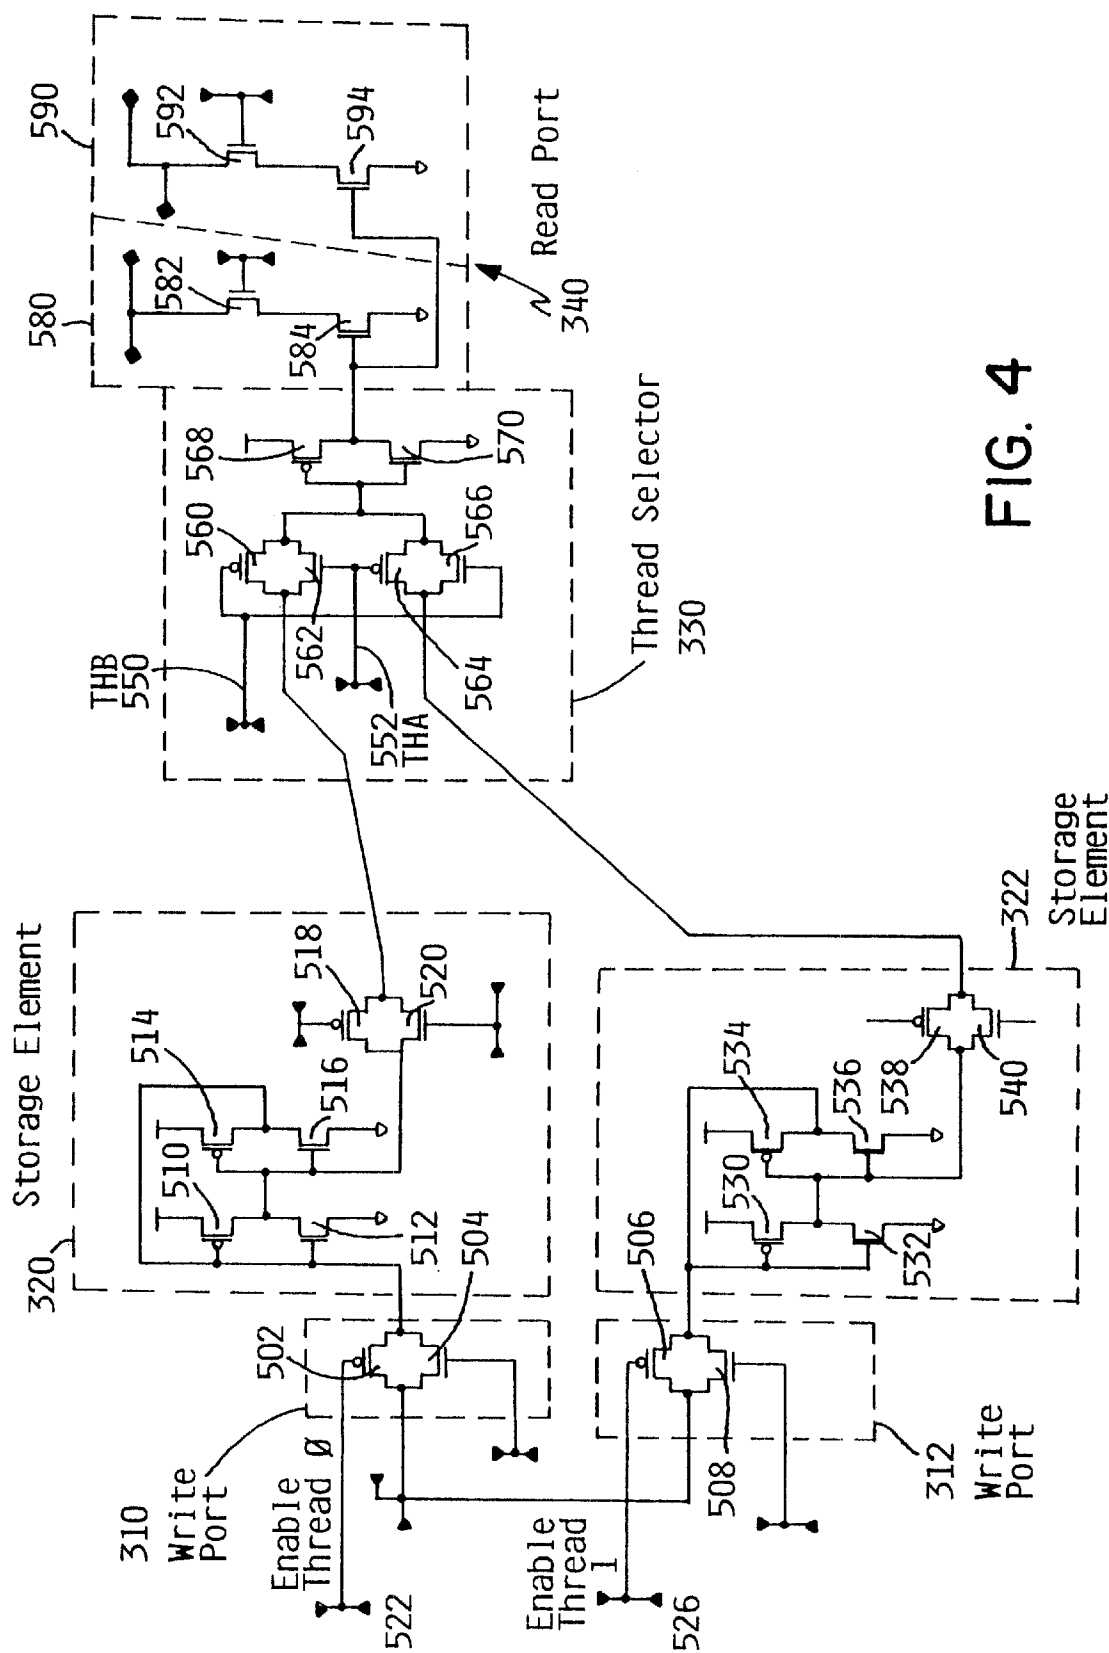 310
Write
Port
Enable
Thread Ø
522
502
504
320
Storage Element
510
512
514
516
518
520
THB
550
552
THA
560
562
564
566
568
570
Thread Selector
330
580
582
584
590
592
594
340
Read Port
Enable
Thread
1
526
506
508
312
Write
Port
530
532
534
536
538
540
322
Storage
Element
FIG. 4